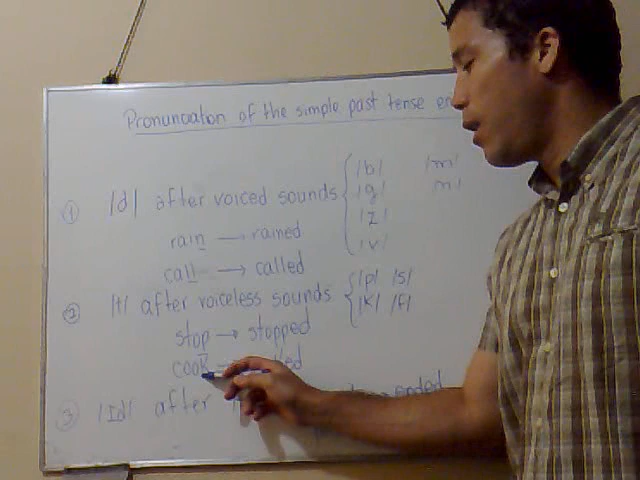 Pronunciation of the simple past tense
1 /d/ after voiced sounds { /b/ /m/
/g/ /n/
/z/
/v/
rain → rained
call → called
2 /t/ after voiceless sounds { /p/ /s/
/k/ /f/
stop → stopped
cook →
3 /Id/ after → ended